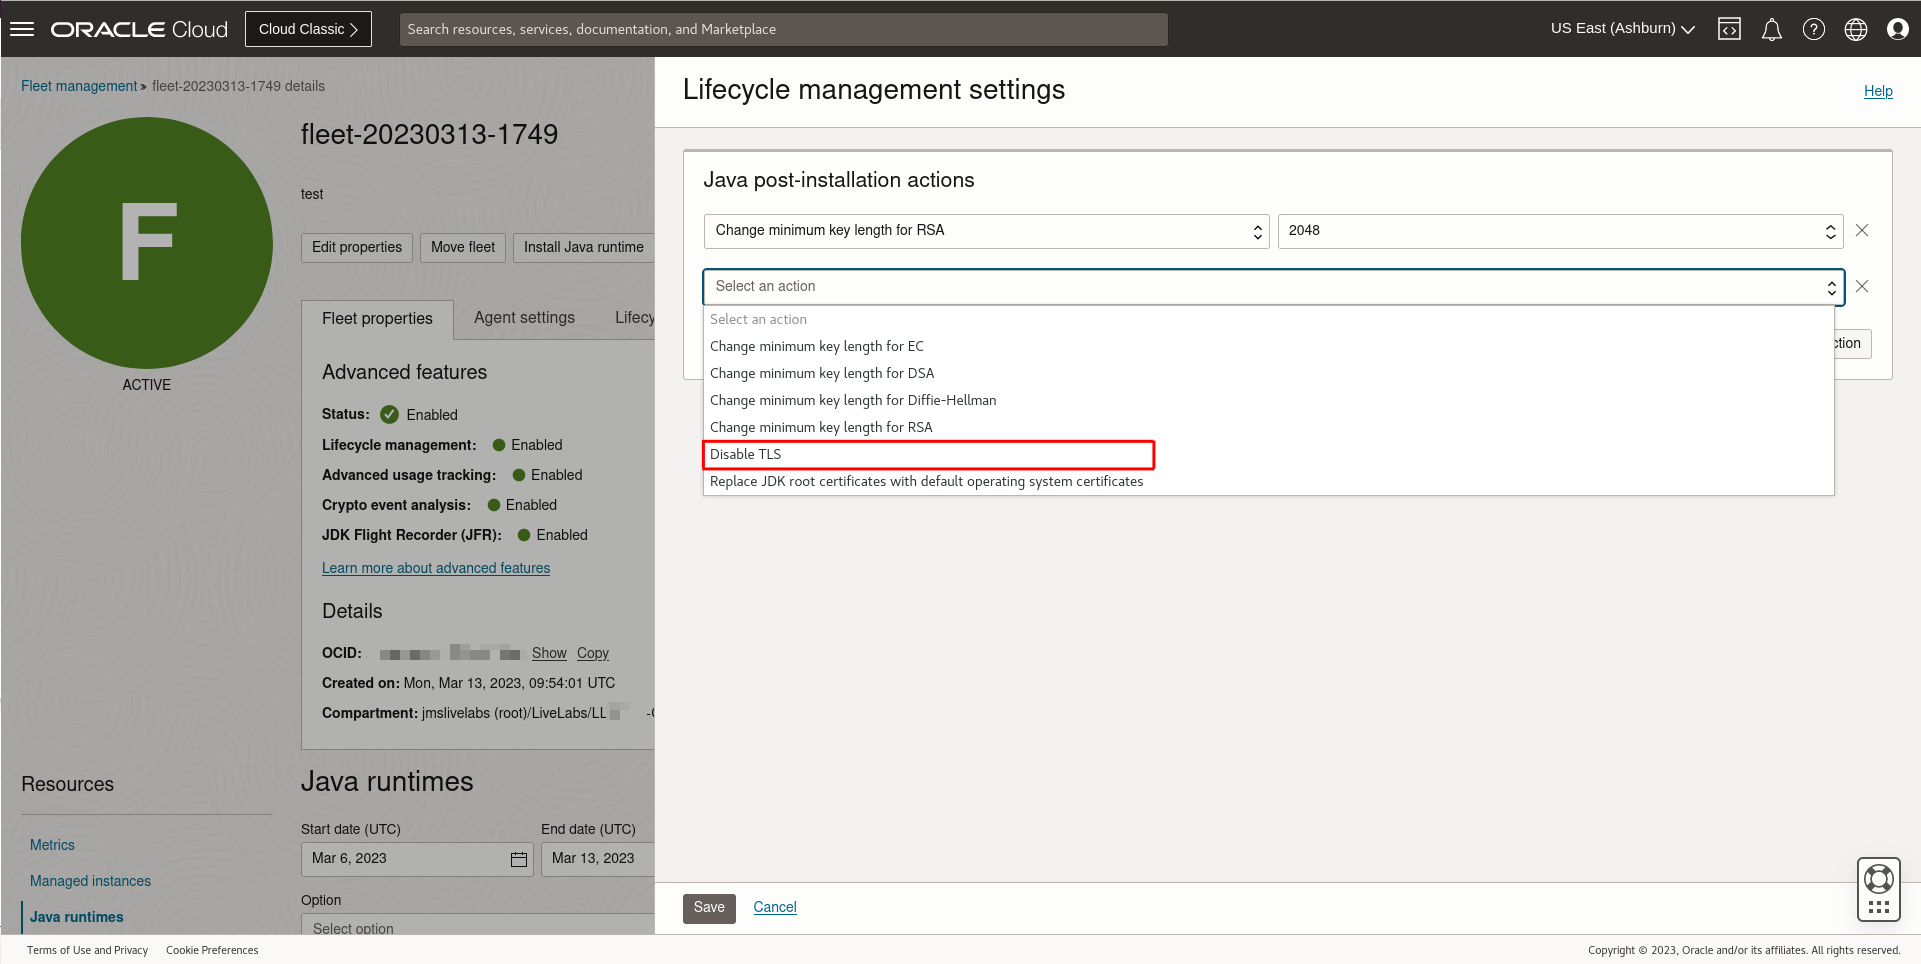 ORACLE Cloud
Cloud Classic
Search resources, services, documentation, and Marketplace
US East (Ashburn)
Fleet management » fleet-20230313-1749 details
F
ACTIVE
fleet-20230313-1749
test
Edit properties
Move fleet
Install Java runtime
Fleet properties
Agent settings
Lifecy
Advanced features
Status: Enabled
Lifecycle management: Enabled
Advanced usage tracking: Enabled
Crypto event analysis: Enabled
JDK Flight Recorder (JFR): Enabled
Learn more about advanced features
Details
OCID: Show Copy
Created on: Mon, Mar 13, 2023, 09:54:01 UTC
Compartment: jmslivelabs (root)/LiveLabs/LL
Resources
Metrics
Managed instances
Java runtimes
Java runtimes
Start date (UTC)
Mar 6, 2023
End date (UTC)
Mar 13, 2023
Option
Select option
Lifecycle management settings
Help
Java post-installation actions
Change minimum key length for RSA
2048
Select an action
Select an action
Change minimum key length for EC
Change minimum key length for DSA
Change minimum key length for Diffie-Hellman
Change minimum key length for RSA
Disable TLS
Replace JDK root certificates with default operating system certificates
ction
Save
Cancel
Terms of Use and Privacy
Cookie Preferences
Copyright © 2023, Oracle and/or its affiliates. All rights reserved.